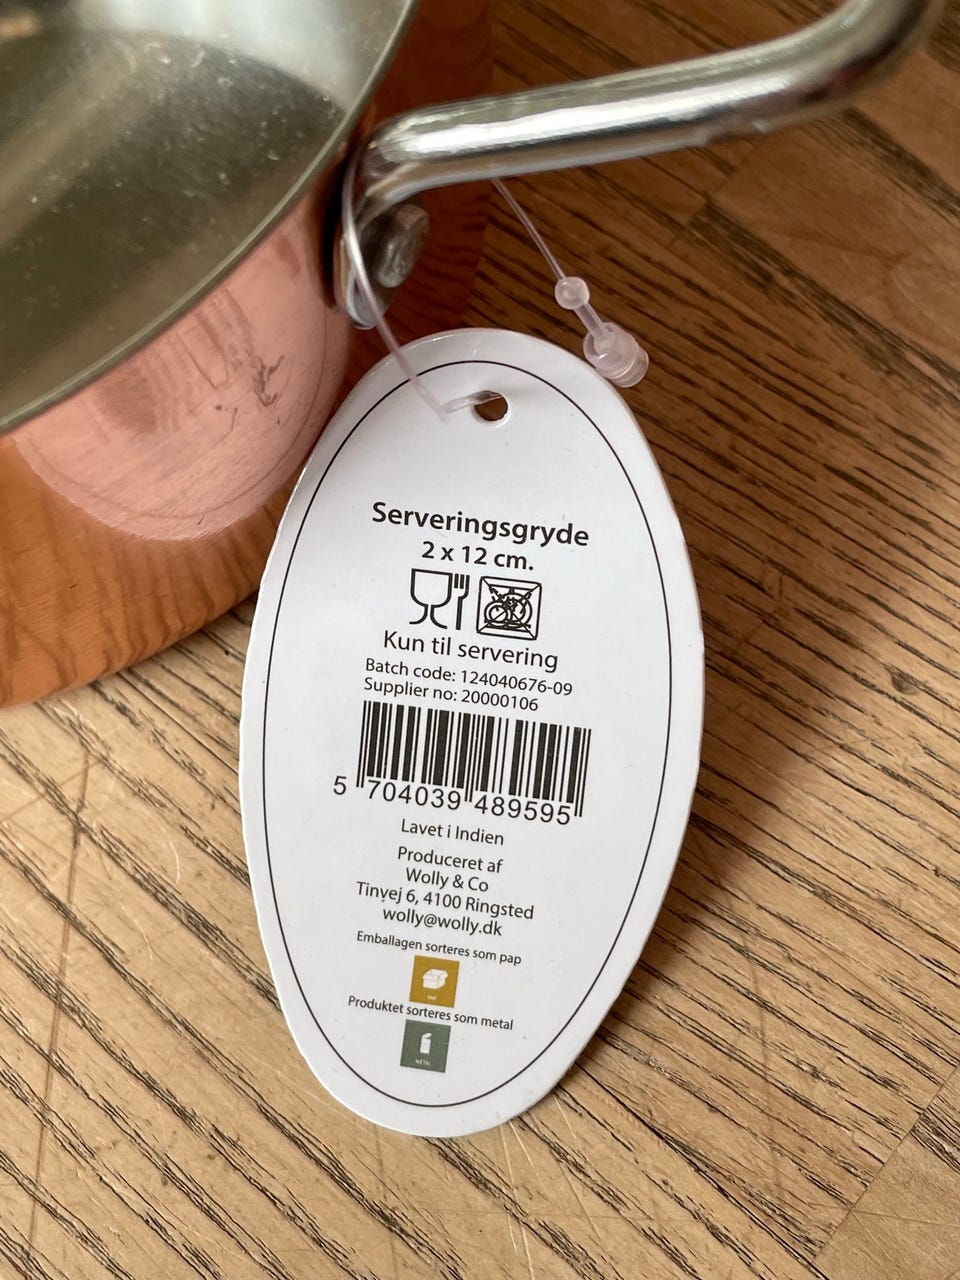 Serveringsgryde
2 x 12 cm.
Kun til servering
Batch code: 124040676-09
Supplier no: 20000106
5 704039 489595
Lavet i Indien
Produceret af
Wolly & Co
Tinvej 6, 4100 Ringsted
wolly@wolly.dk
Emballagen sorteres som pap
PAP
Produktet sorteres som metal
METAL